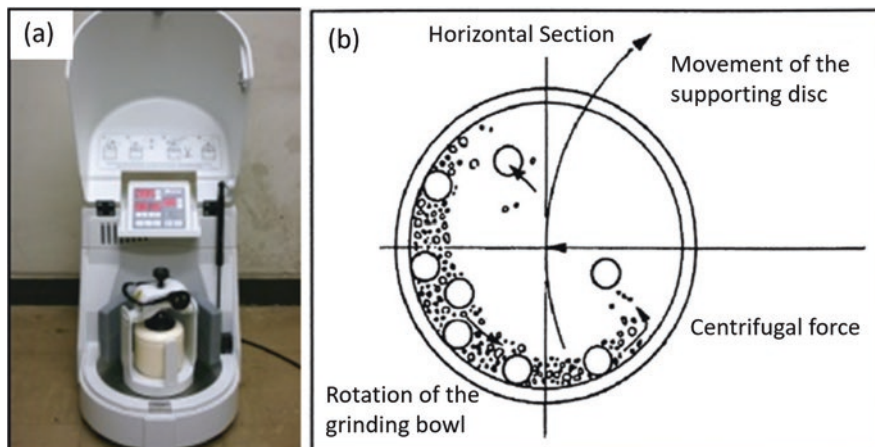 (a)
(b)
Horizontal Section
Movement of the
supporting disc
Centrifugal force
Rotation of the
grinding bowl